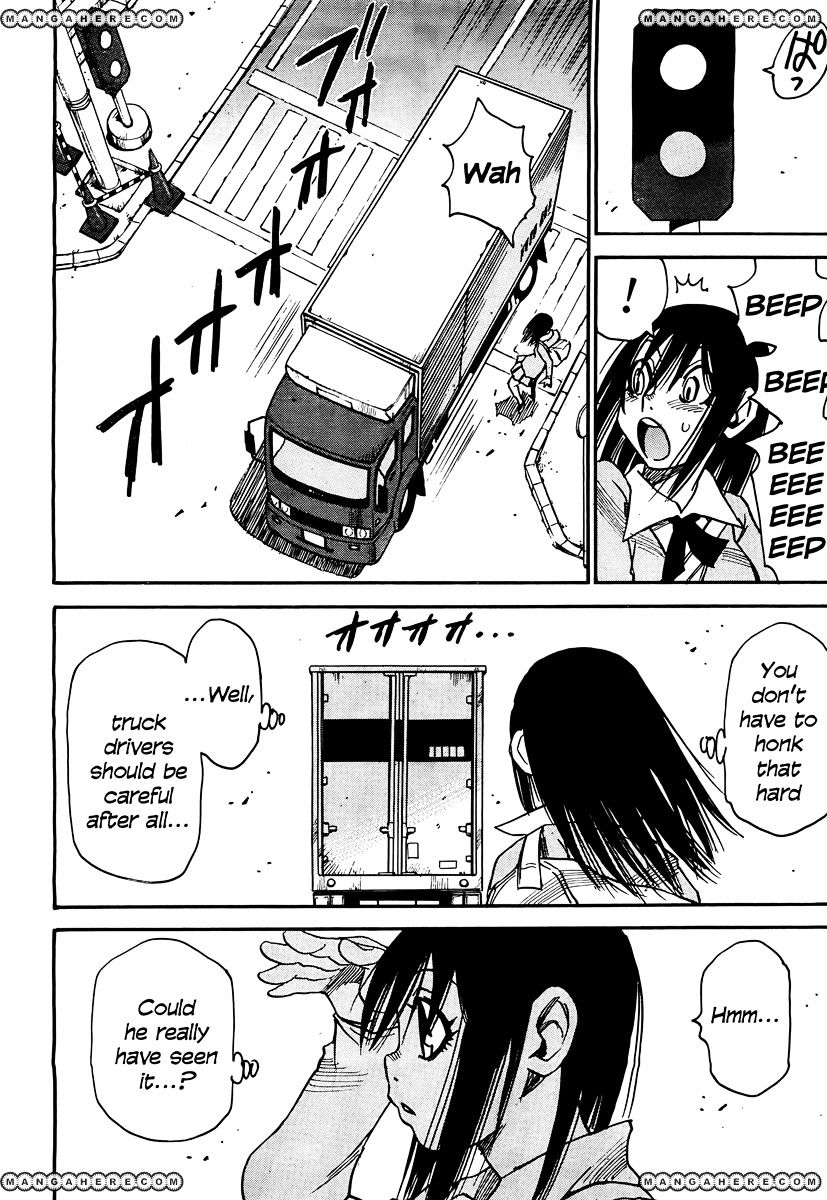 MANGAHERE.COM
MANGAHERE.COM
ぱっ
!
BEEP
BEEP
BEE
EEE
EEE
EEP
Wah
ブオオオオオ
オオオオ...
You
don't
have to
honk
that
hard
...Well,
truck
drivers
should be
careful
after all...
Hmm...
Could
he really
have seen
it...?
MANGAHERE.COM
MANGAHERE.COM